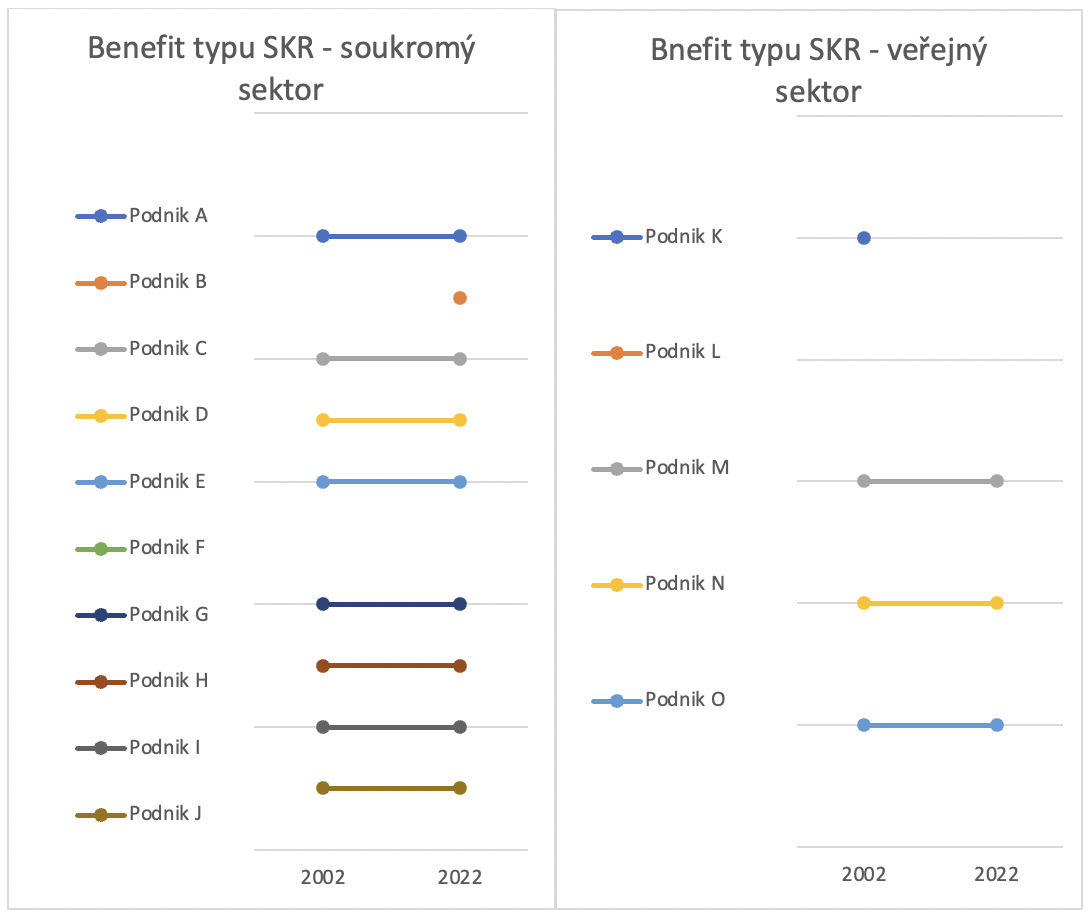 Benefit typu SKR - soukromý
sektor
Podnik A
Podnik B
Podnik C
Podnik D
Podnik E
Podnik F
Podnik G
Podnik H
Podnik I
Podnik J
2002
2022
Bnefit typu SKR - veřejný
sektor
Podnik K
Podnik L
Podnik M
Podnik N
Podnik O
2002
2022